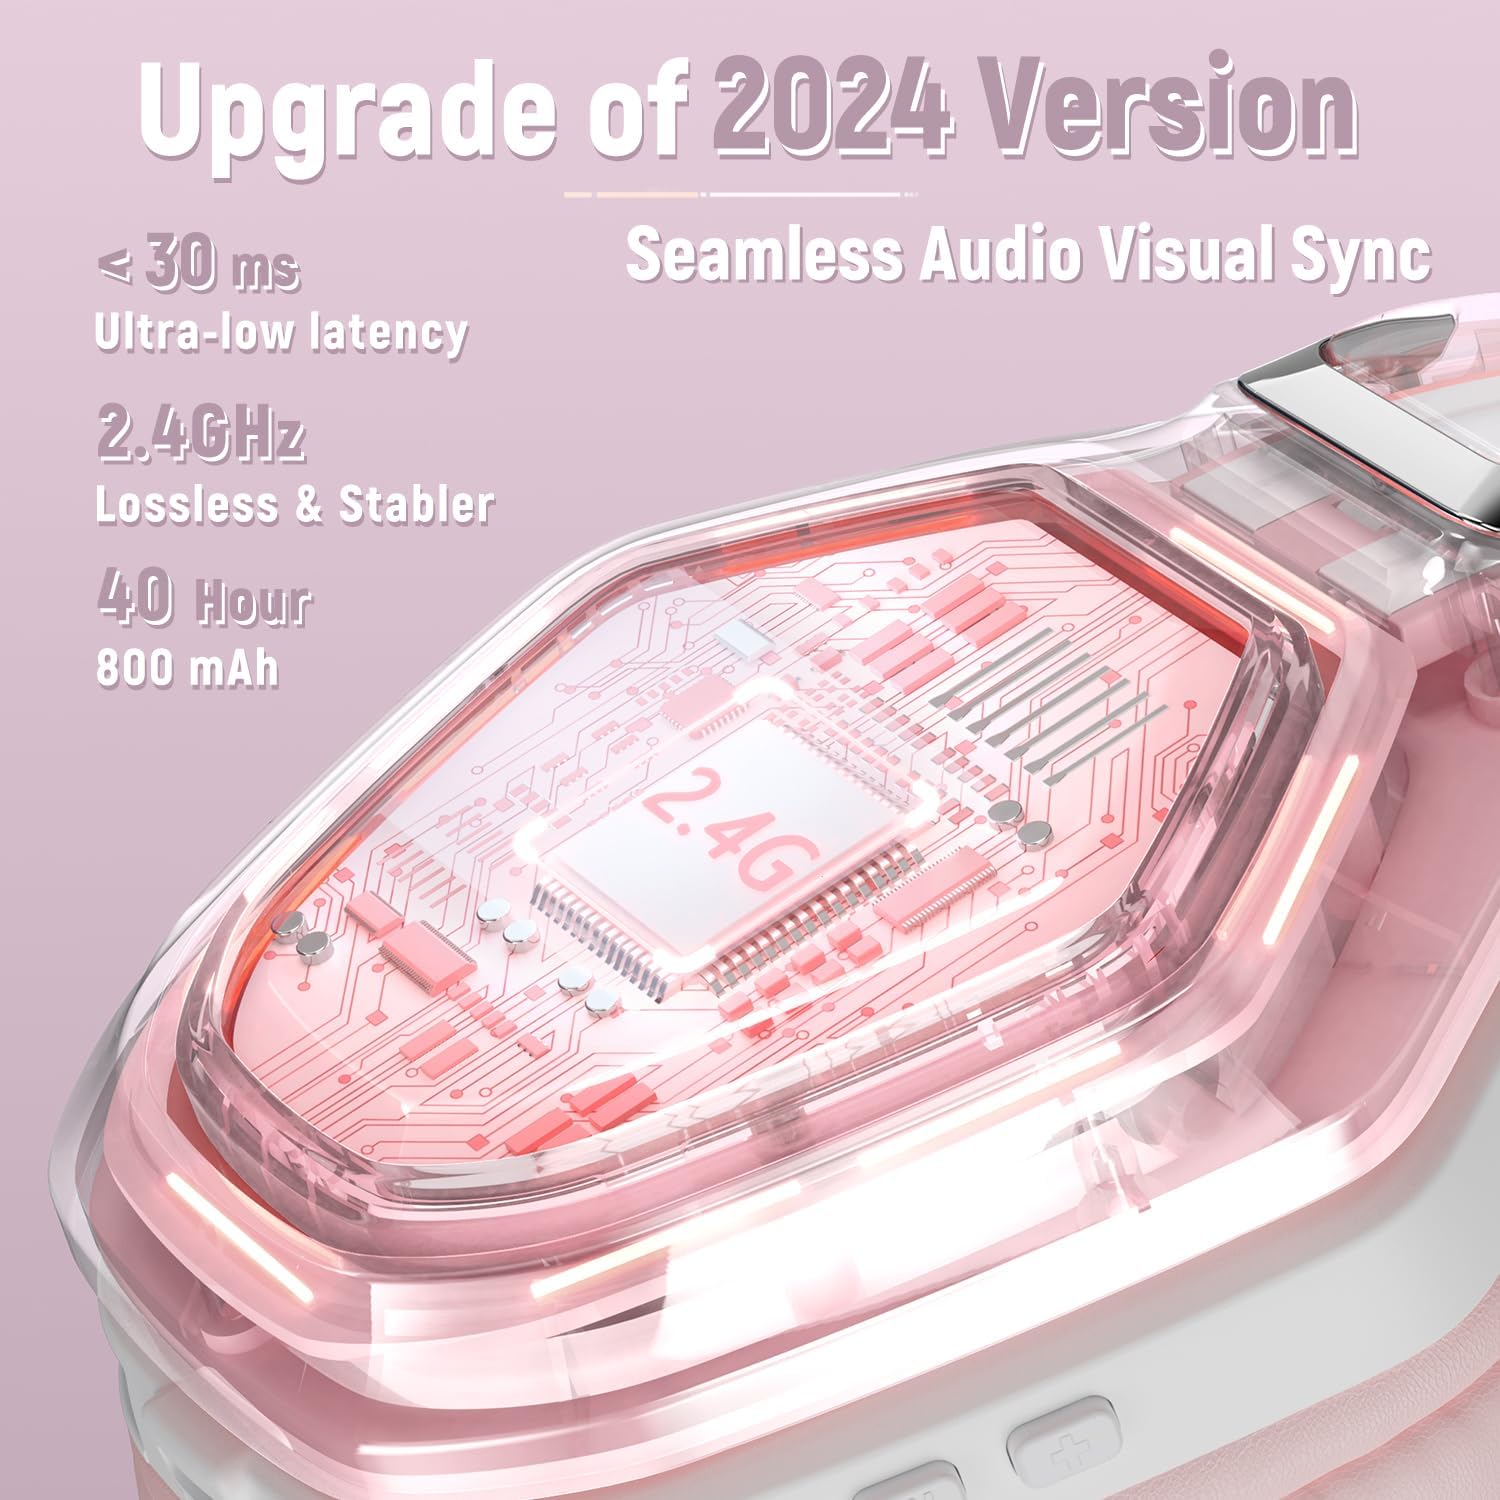 Upgrade of 2024 Version
Seamless Audio Visual Sync
< 30 ms
Ultra-low latency
2.4GHz
Lossless & Stabler
40 Hour
800 mAh
2.4G